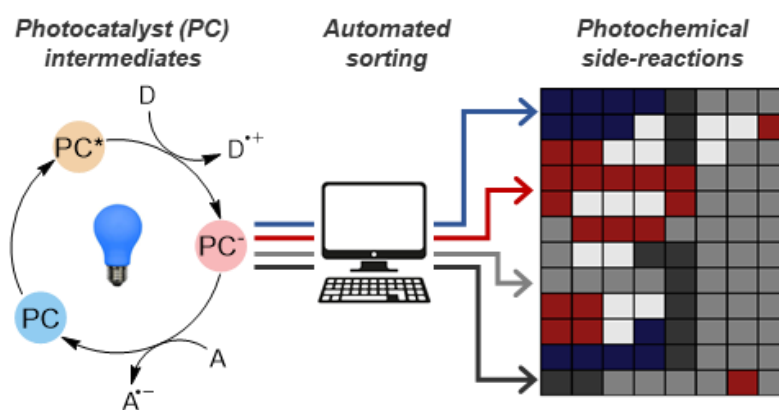 Photocatalyst (PC)
intermediates
Automated
sorting
Photochemical
side-reactions
D
PC*
D•+
PC-
PC
A
A•−